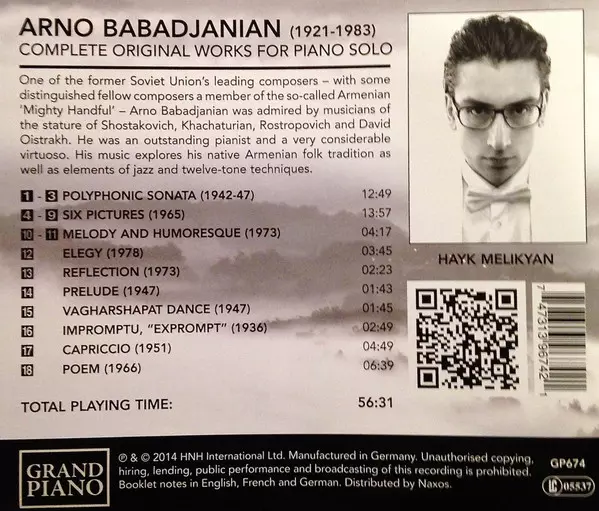 ARNO BABADJANIAN (1921-1983)
COMPLETE ORIGINAL WORKS FOR PIANO SOLO
One of the former Soviet Union's leading composers – with some
distinguished fellow composers a member of the so-called Armenian
'Mighty Handful' – Arno Babadjanian was admired by musicians of
the stature of Shostakovich, Khachaturian, Rostropovich and David
Oistrakh. He was an outstanding pianist and a very considerable
virtuoso. His music explores his native Armenian folk tradition as
well as elements of jazz and twelve-tone techniques.
1 - 3 POLYPHONIC SONATA (1942-47) 12:49
4 - 9 SIX PICTURES (1965) 13:57
10 - 11 MELODY AND HUMORESQUE (1973) 04:17
12 ELEGY (1978) 03:45
13 REFLECTION (1973) 02:23
14 PRELUDE (1947) 01:43
15 VAGHARSHAPAT DANCE (1947) 01:45
16 IMPROMPTU, "EXPROMPT" (1936) 02:49
17 CAPRICCIO (1951) 04:49
18 POEM (1966) 06:39
TOTAL PLAYING TIME: 56:31
HAYK MELIKYAN
7 47313 96742 1
GRAND
PIANO
℗ & © 2014 HNH International Ltd. Manufactured in Germany. Unauthorised copying,
hiring, lending, public performance and broadcasting of this recording is prohibited.
Booklet notes in English, French and German. Distributed by Naxos.
GP674
LC 05537